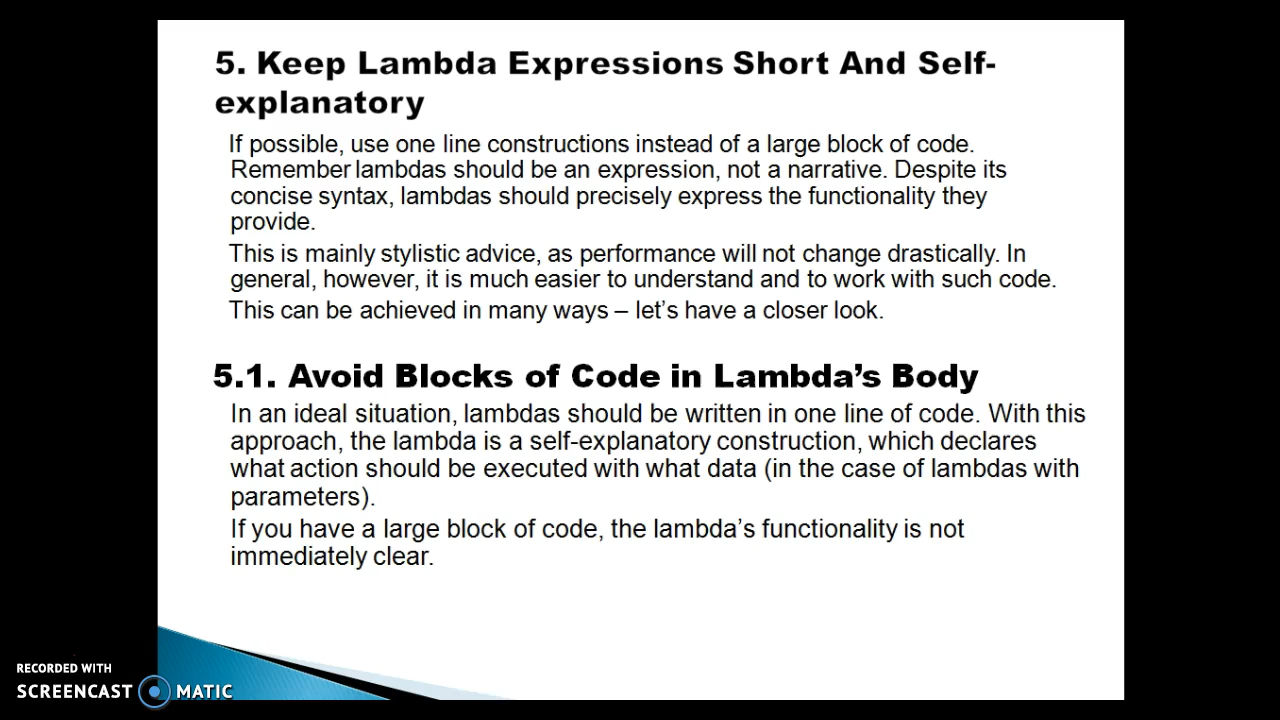 5. Keep Lambda Expressions Short And Self-
explanatory
If possible, use one line constructions instead of a large block of code.
Remember lambdas should be an expression, not a narrative. Despite its
concise syntax, lambdas should precisely express the functionality they
provide.
This is mainly stylistic advice, as performance will not change drastically. In
general, however, it is much easier to understand and to work with such code.
This can be achieved in many ways – let’s have a closer look.
5.1. Avoid Blocks of Code in Lambda’s Body
In an ideal situation, lambdas should be written in one line of code. With this
approach, the lambda is a self-explanatory construction, which declares
what action should be executed with what data (in the case of lambdas with
parameters).
If you have a large block of code, the lambda’s functionality is not
immediately clear.
RECORDED WITH
SCREENCAST MATIC